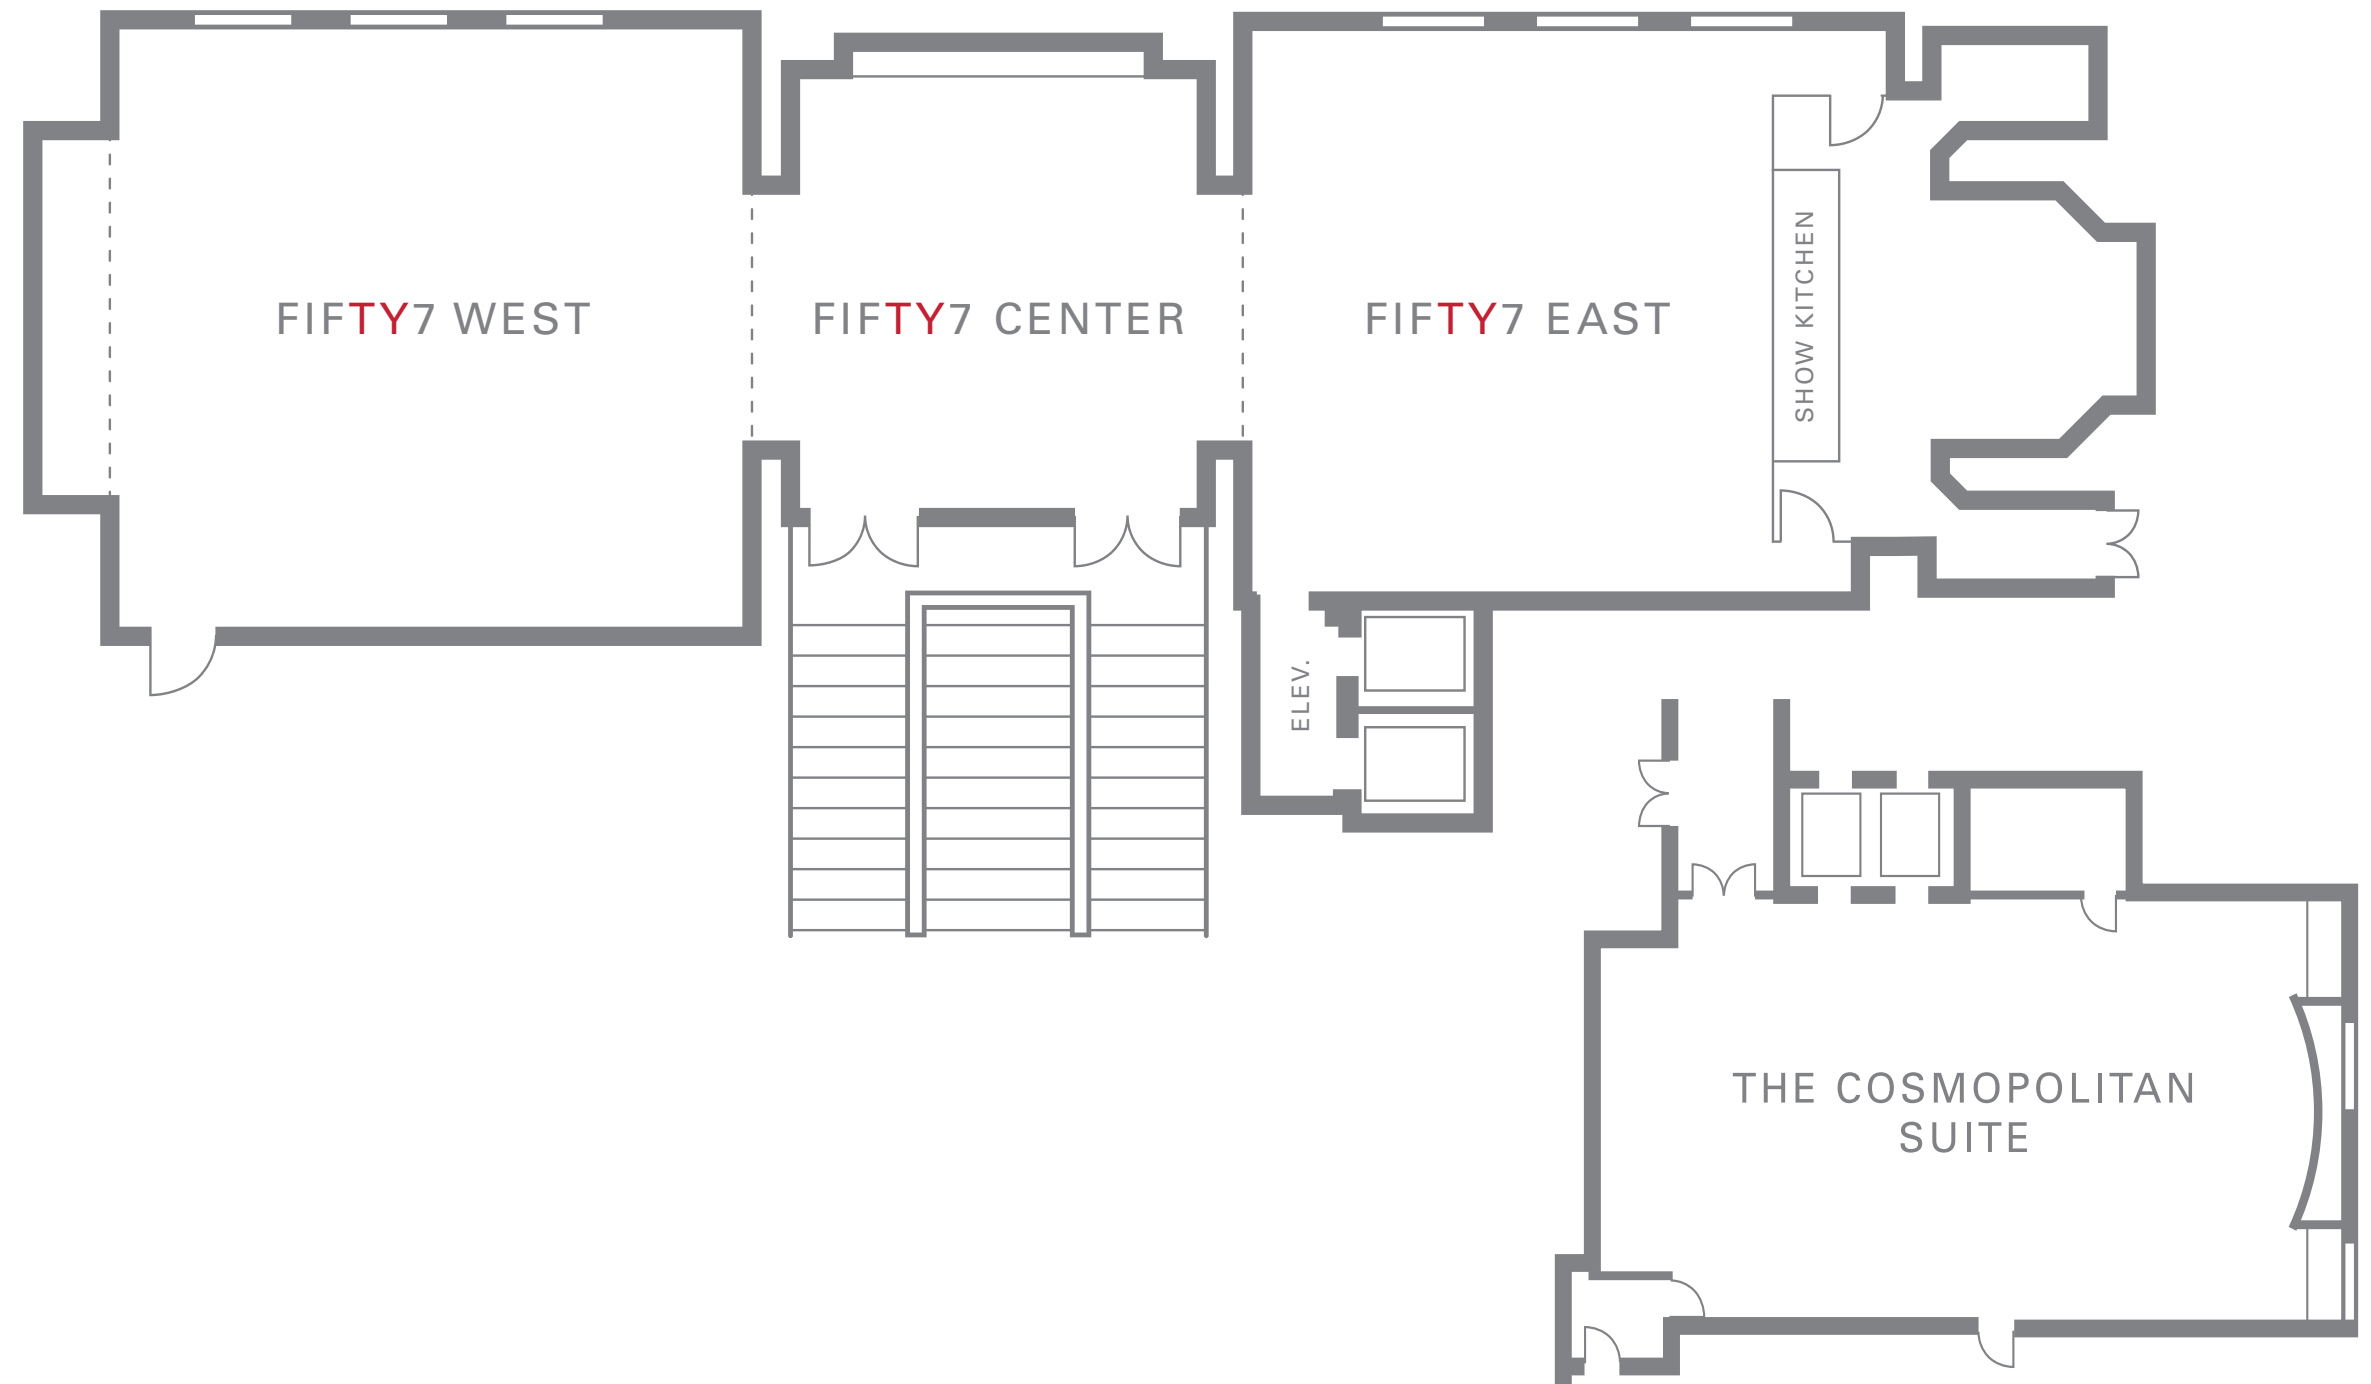 FIFTY7 WEST
FIFTY7 CENTER
FIFTY7 EAST
SHOW KITCHEN
ELEV.
THE COSMOPOLITAN
SUITE